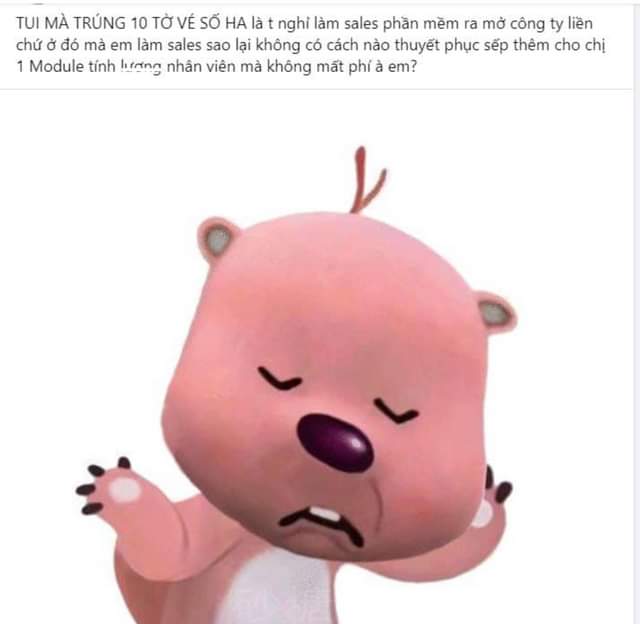 TUI MÀ TRÚNG 10 TỜ VÉ SỐ HA là t nghỉ làm sales phần mềm ra mở công ty liền
chứ ở đó mà em làm sales sao lại không có cách nào thuyết phục sếp thêm cho chị
1 Module tính lương nhân viên mà không mất phí à em?